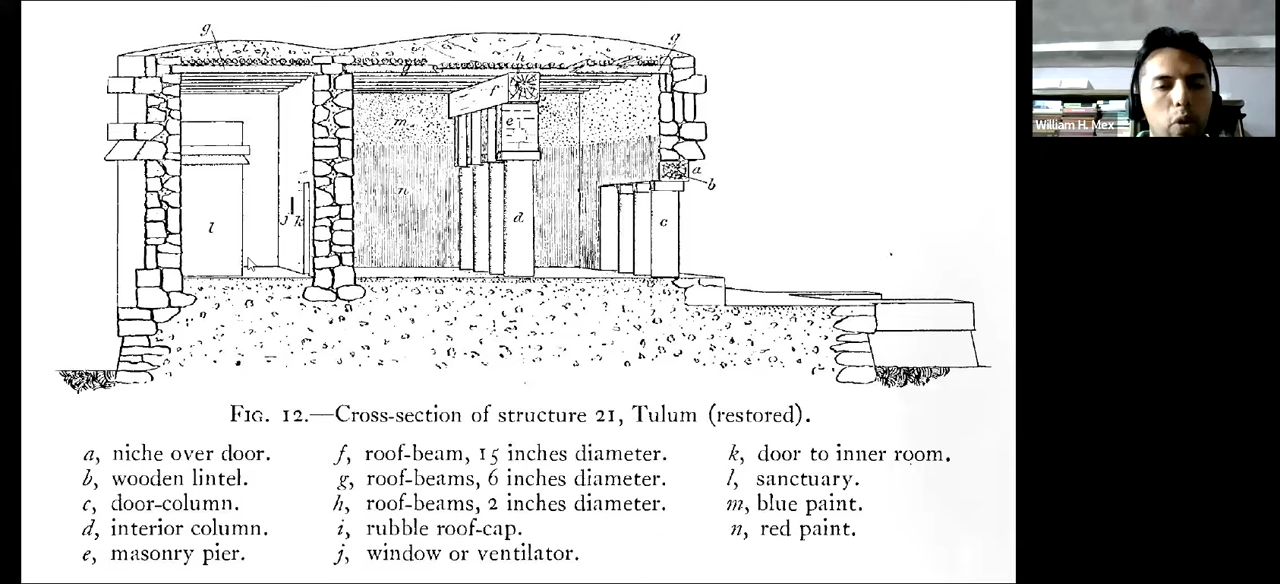 g
g
h
h
g
f
m
e
a
b
n
d
c
j
k
l
William H. Mex
FIG. 12.—Cross-section of structure 21, Tulum (restored).
a, niche over door.
b, wooden lintel.
c, door-column.
d, interior column.
e, masonry pier.
f, roof-beam, 15 inches diameter.
g, roof-beams, 6 inches diameter.
h, roof-beams, 2 inches diameter.
i, rubble roof-cap.
j, window or ventilator.
k, door to inner room.
l, sanctuary.
m, blue paint.
n, red paint.